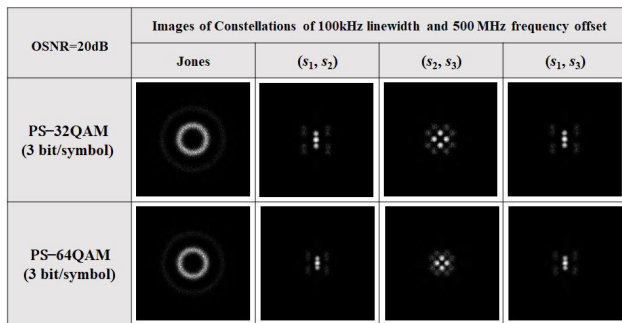 OSNR=20dB
Images of Constellations of 100kHz linewidth and 500 MHz frequency offset
Jones
(s₁, s₂)
(s₂, s₃)
(s₁, s₃)
PS−32QAM
(3 bit/symbol)
PS−64QAM
(3 bit/symbol)